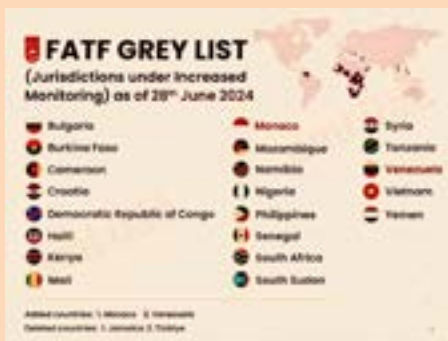 FATF GREY LIST
(Jurisdictions under Increased
Monitoring) as of 28th June 2024
Bulgaria
Burkina Faso
Cameroon
Croatia
Democratic Republic of Congo
Haiti
Kenya
Mali
Monaco
Mozambique
Namibia
Nigeria
Philippines
Senegal
South Africa
South Sudan
Syria
Tanzania
Venezuela
Vietnam
Yemen
Added countries: 1. Monaco 2. Venezuela
Deleted countries: 1. Jamaica 2. Türkiye